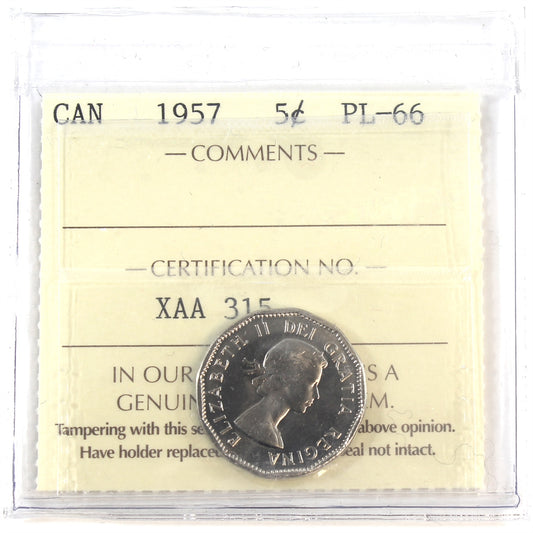 CAN 1957 5¢ PL-66
— COMMENTS —
— CERTIFICATION NO. —
XAA 315
IN OUR S A
GENUIN M.
Tampering with this se above opinion.
Have holder replace eal not intact.
ELIZABETH II DEI GRATIA REGINA